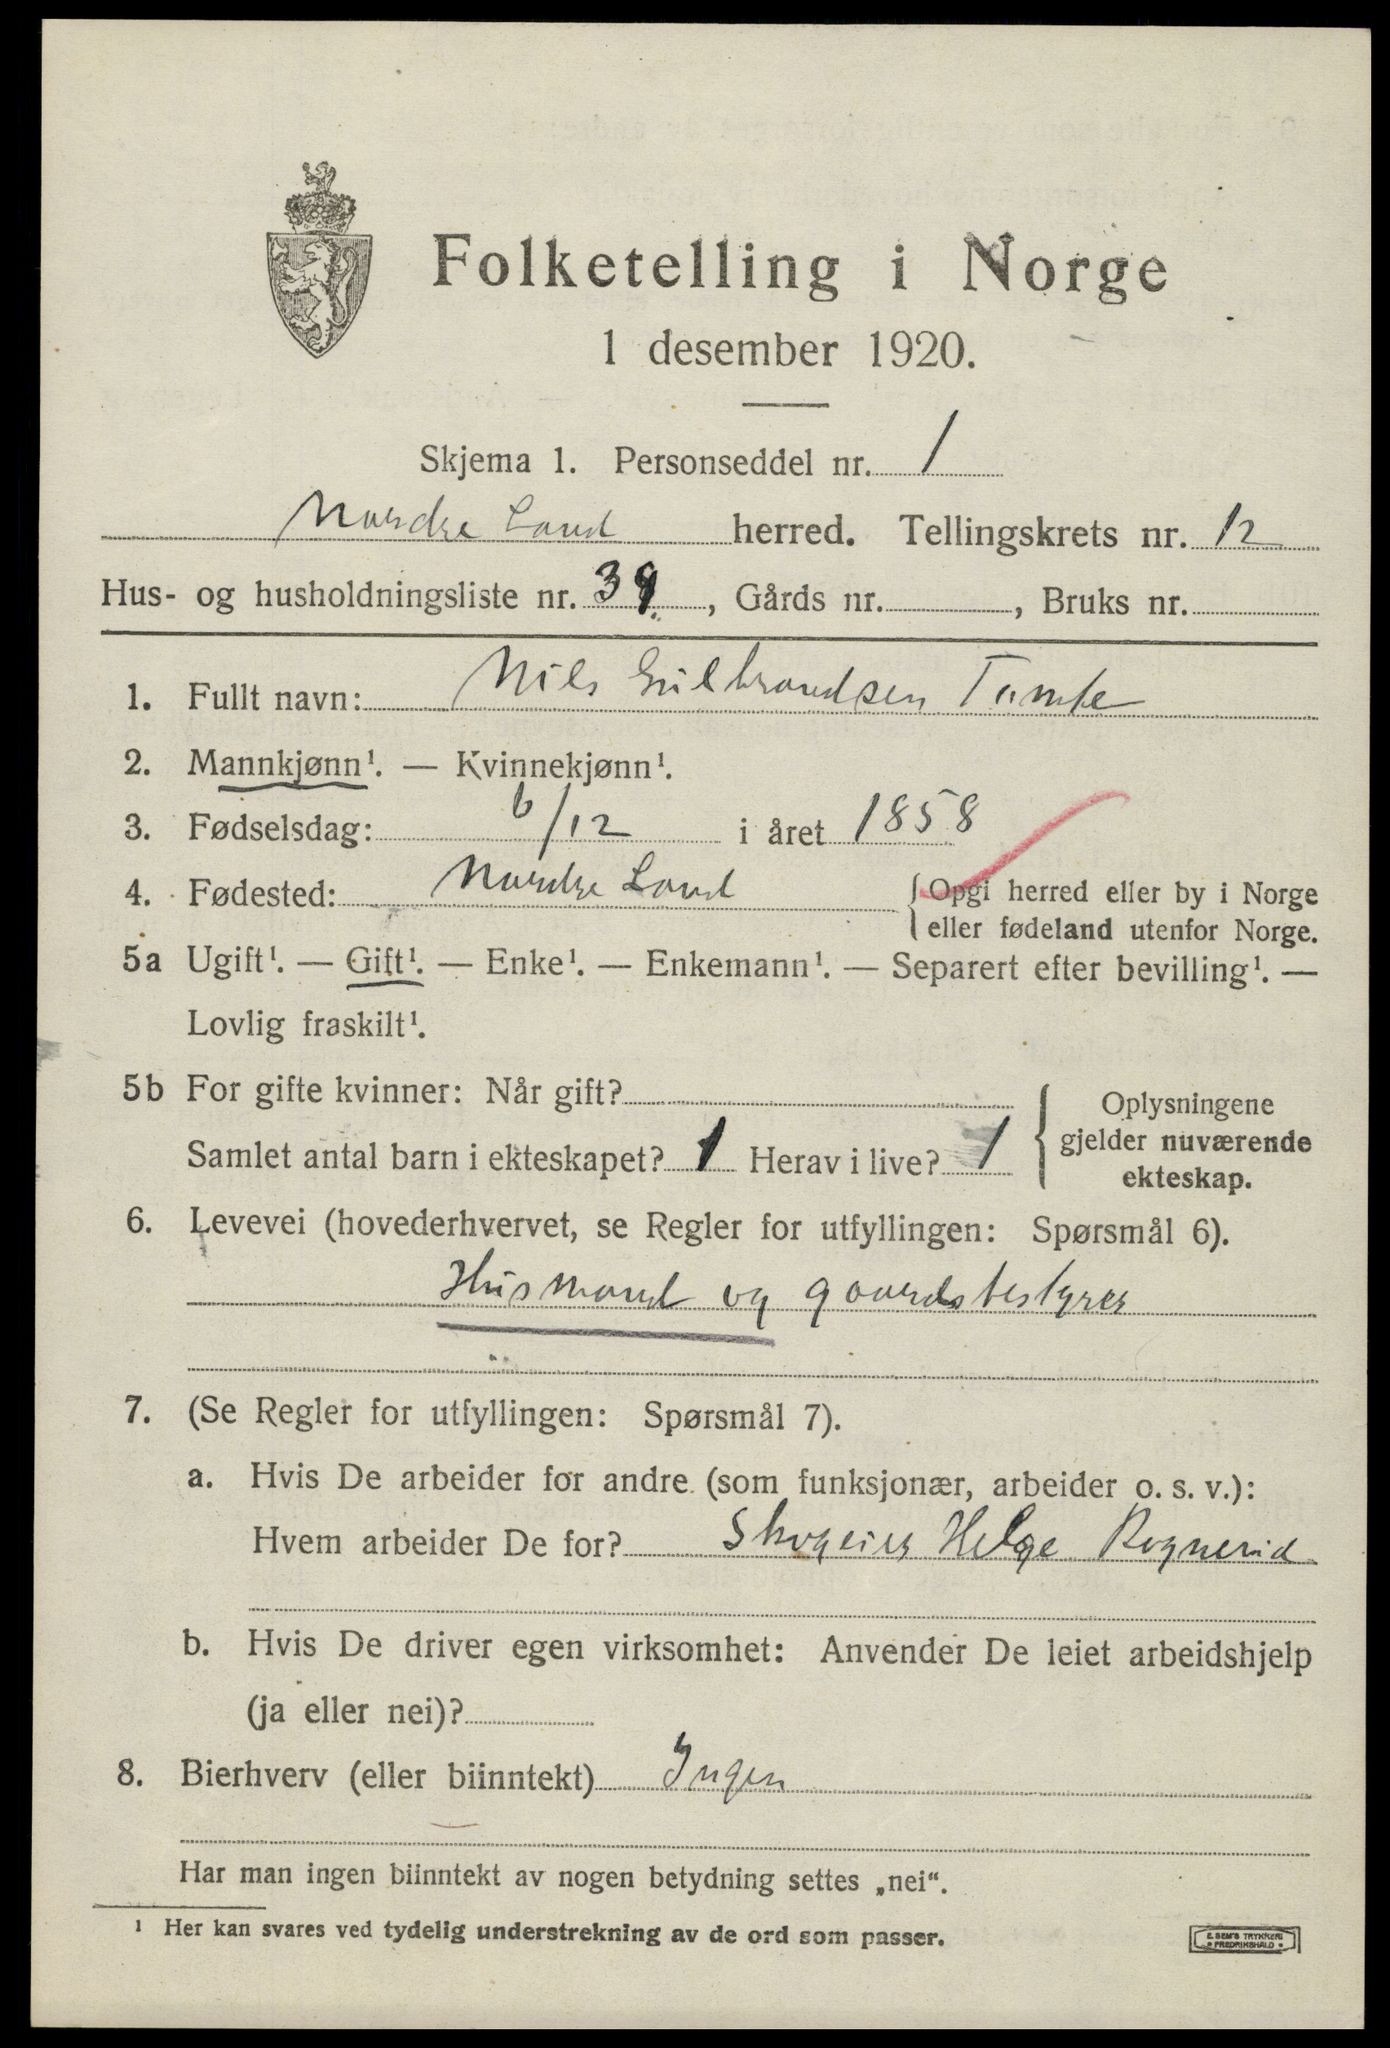 Folketelling i Norge
1 desember 1920.
Skjema 1. Personseddel nr. 1
Nordre Land herred. Tellingskrets nr. 12
Hus- og husholdningsliste nr. 39, Gårds nr. , Bruks nr.
1. Fullt navn: Nils Gulbrandsen Tomte
2. Mannkjønn¹. — Kvinnekjønn¹.
3. Fødselsdag: 6/12 i året 1858
4. Fødested: Nordre Land { Opgi herred eller by i Norge
eller fødeland utenfor Norge.
5a Ugift¹. — Gift¹. — Enke¹. — Enkemann¹. — Separert efter bevilling¹. —
Lovlig fraskilt¹.
5b For gifte kvinner: Når gift?
Samlet antal barn i ekteskapet? 1 Herav i live? 1
Oplysningene
gjelder nuværende
ekteskap.
6. Levevei (hovederhvervet, se Regler for utfyllingen: Spørsmål 6).
Husmand og gaardsbestyrer
7. (Se Regler for utfyllingen: Spørsmål 7).
a. Hvis De arbeider for andre (som funksjonær, arbeider o. s. v.):
Hvem arbeider De for? Skogeier Helge Rognerud
b. Hvis De driver egen virksomhet: Anvender De leiet arbeidshjelp
(ja eller nei)?
8. Bierhverv (eller biinntekt) Ingen
Har man ingen biinntekt av nogen betydning settes „nei“.
¹ Her kan svares ved tydelig understrekning av de ord som passer.
E. SEM'S TRYKKERI
• FREDRIKSHALD •